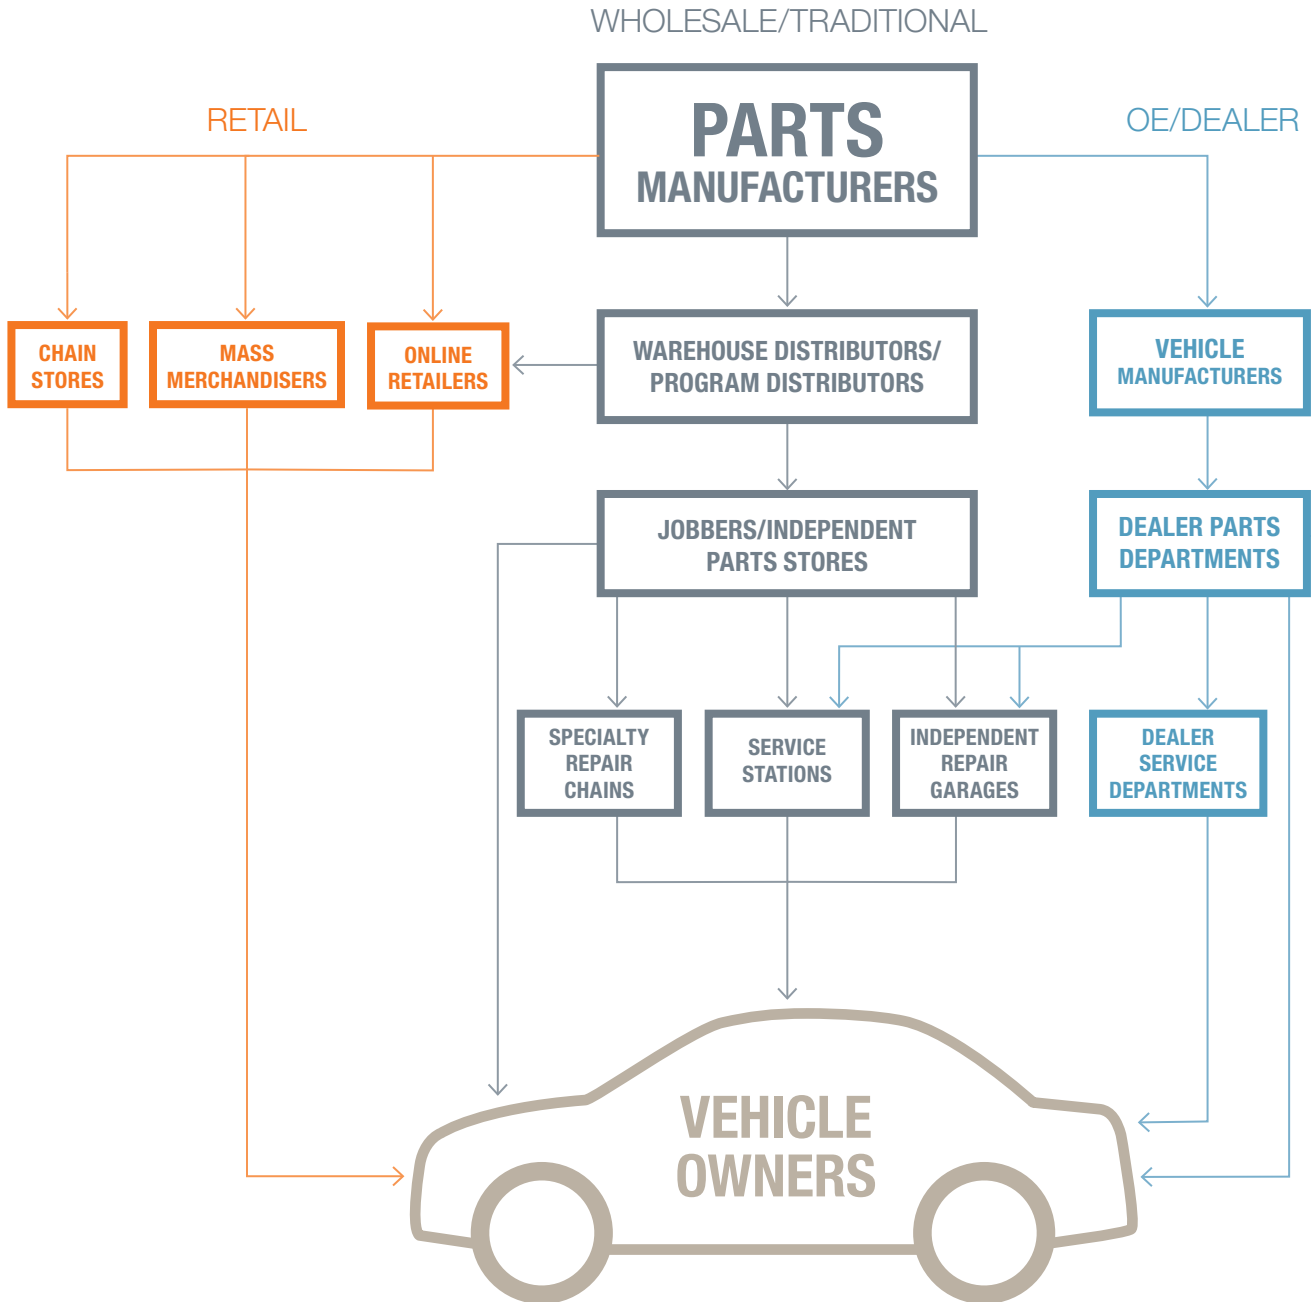 WHOLESALE/TRADITIONAL
RETAIL
OE/DEALER
PARTS
MANUFACTURERS
CHAIN
STORES
MASS
MERCHANDISERS
ONLINE
RETAILERS
WAREHOUSE DISTRIBUTORS/
PROGRAM DISTRIBUTORS
VEHICLE
MANUFACTURERS
JOBBERS/INDEPENDENT
PARTS STORES
DEALER PARTS
DEPARTMENTS
SPECIALTY
REPAIR
CHAINS
SERVICE
STATIONS
INDEPENDENT
REPAIR
GARAGES
DEALER
SERVICE
DEPARTMENTS
VEHICLE
OWNERS